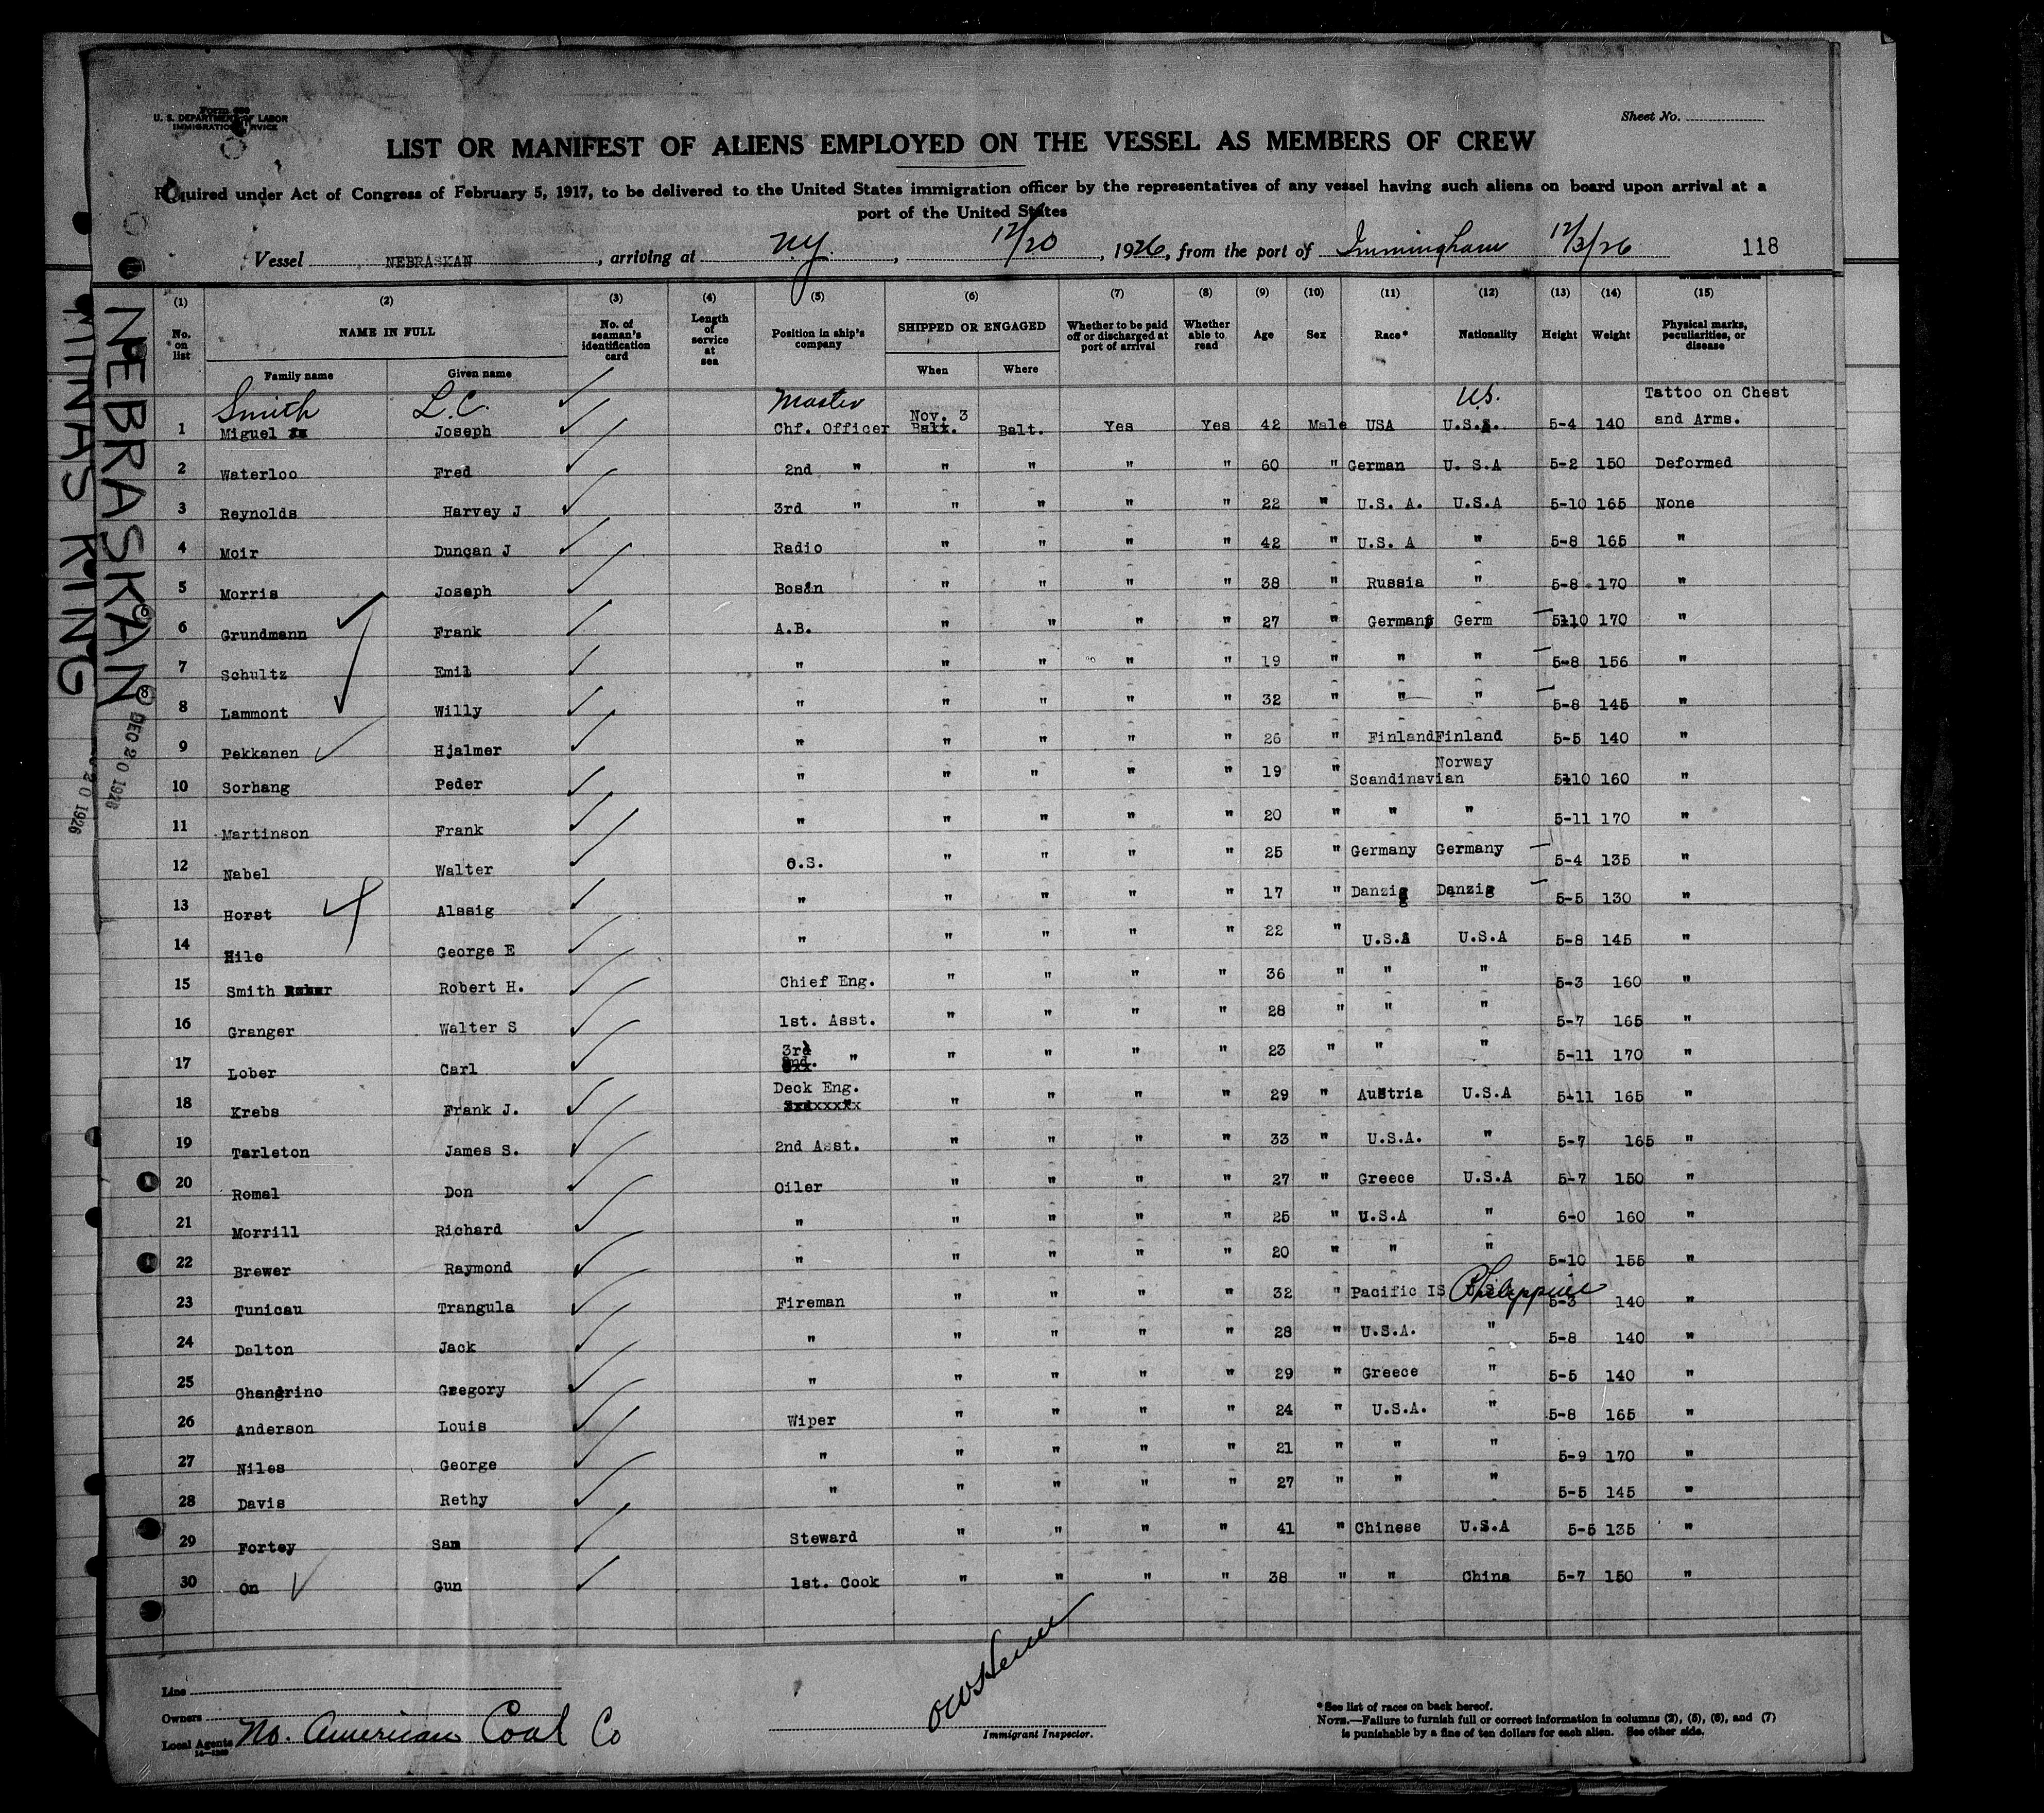 Form 680
U. S. DEPARTMENT OF LABOR
IMMIGRATION SERVICE
Sheet No.
LIST OR MANIFEST OF ALIENS EMPLOYED ON THE VESSEL AS MEMBERS OF CREW
Required under Act of Congress of February 5, 1917, to be delivered to the United States immigration officer by the representatives of any vessel having such aliens on board upon arrival at a
port of the United States
Vessel NEBRASKAN, arriving at N.Y., 12/20, 1926, from the port of Immingham 12/3/26 118
(1) (2) (3) (4) (5) (6) (7) (8) (9) (10) (11) (12) (13) (14) (15)
No. on list NAME IN FULL No. of seaman's identification card Length of service at sea Position in ship's company SHIPPED OR ENGAGED Whether to be paid off or discharged at port of arrival Whether able to read Age Sex Race* Nationality Height Weight Physical marks, peculiarities, or disease
Family name Given name When Where
Smith L.C. Master U.S. Tattoo on Chest
1 Miguel Joseph Chf. Officer Nov. 3 Balt. Yes Yes 42 Male USA U.S. 5-4 140 and Arms.
2 Waterloo Fred 2nd " " " " " 60 " German U. S.A 5-2 150 Deformed
3 Reynolds Harvey J 3rd " " " " " 22 " U.S. A. U.S.A 5-10 165 None
4 Moir Duncan J Radio " " " " 42 " U.S. A " 5-8 165 "
5 Morris Joseph Bosn " " " " 38 " Russia " 5-8 170 "
6 Grundmann Frank A.B. " " " " 27 " Germany Germ 5-10 170 "
7 Schultz Emil " " " " " 19 " " " 5-8 156 "
8 Lammont Willy " " " " " 32 " " " 5-8 145 "
9 Pekkanen Hjalmer " " " " " 26 " Finland Finland 5-5 140 "
10 Sorhang Peder " " " " " 19 " Scandinavian Norway 5-10 160 "
11 Martinson Frank " " " " " 20 " " " 5-11 170 "
12 Nabel Walter O.S. " " " " 25 " Germany Germany 5-4 135 "
13 Horst Alssig " " " " " 17 " Danzig Danzig 5-5 130 "
14 Hile George E " " " " " 22 " U.S.A U.S.A 5-8 145 "
15 Smith Robert H. Chief Eng. " " " " 36 " " " 5-3 160 "
16 Granger Walter S 1st. Asst. " " " " 28 " " " 5-7 165 "
17 Lober Carl 3rd " " " " " 23 " " " 5-11 170 "
18 Krebs Frank J. Deck Eng. " " " " 29 " Austria U.S.A 5-11 165 "
19 Tarleton James S. 2nd Asst. " " " " 33 " U.S.A. " 5-7 165 "
20 Romal Don Oiler " " " " 27 " Greece U.S.A 5-7 150 "
21 Morrill Richard " " " " " 25 " U.S.A " 6-0 160 "
22 Brewer Raymond " " " " " 20 " " " 5-10 155 "
23 Tunicau Trangula Fireman " " " " 32 " Pacific IS Philippine 5-3 140 "
24 Dalton Jack " " " " " 28 " U.S.A. " 5-8 140 "
25 Chandrino Gregory " " " " " 29 " Greece " 5-5 140 "
26 Anderson Louis Wiper " " " " 24 " U.S.A. " 5-8 165 "
27 Niles George " " " " " 21 " " " 5-9 170 "
28 Davis Rethy " " " " " 27 " " " 5-5 145 "
29 Fortey Sam Steward " " " " 41 " Chinese U.S.A 5-5 135 "
30 On Gun 1st. Cook " " " " 38 " " China 5-7 150 "
Line
Owners
Local Agents No. American Coal Co
Immigrant Inspector.
*See list of races on back hereof.
NOTE.—Failure to furnish full or correct information in columns (2), (5), (6), and (7)
is punishable by a fine of ten dollars for each alien. See other side.
NEBRASKAN
DEC 20 1926
MINAS KING
20 1926